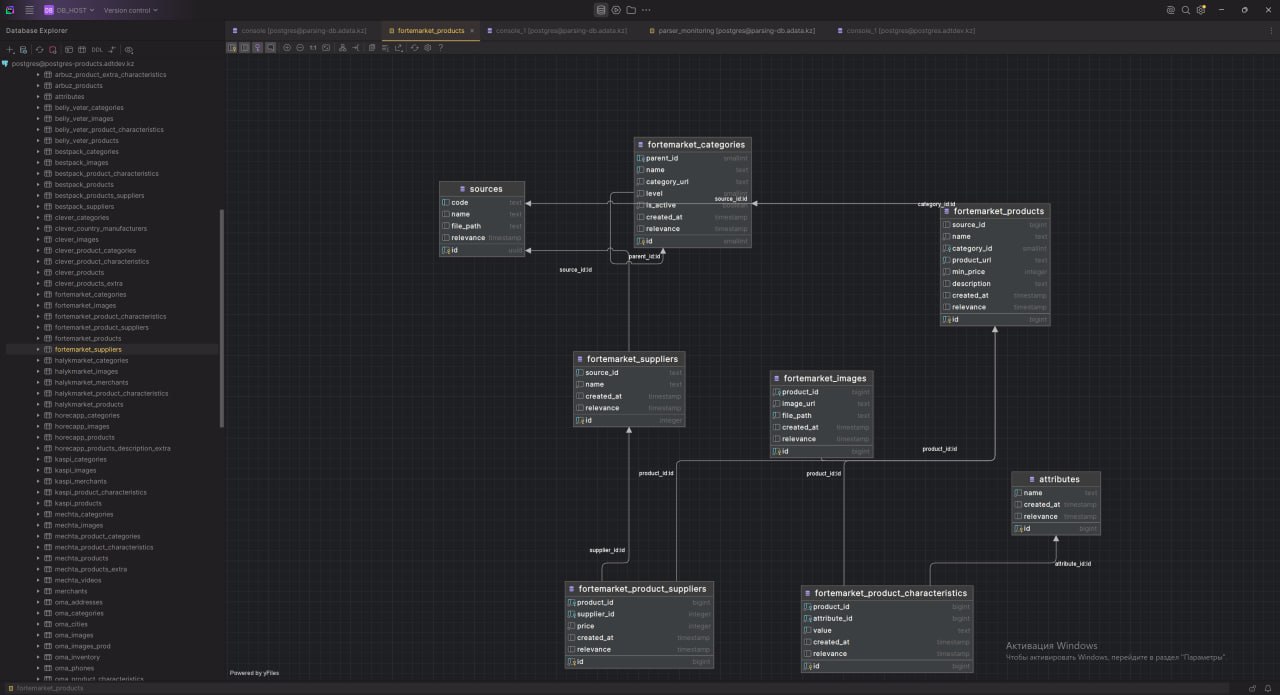 DB DB_HOST Version control
Database Explorer
console [postgres@parsing-db.adata.kz]
fortemarket_products
console_1 [postgres@parsing-db.adata.kz]
parser_monitoring [postgres@parsing-db.adata.kz]
console_1 [postgres@postgres.adtdev.kz]
DDL
1:1
?
postgres@postgres-products.adtdev.kz
arbuz_product_extra_characteristics
arbuz_products
attributes
beliy_veter_categories
beliy_veter_images
beliy_veter_product_characteristics
beliy_veter_products
bestpack_categories
bestpack_images
bestpack_product_characteristics
bestpack_products
bestpack_products_suppliers
bestpack_suppliers
clever_categories
clever_country_manufacturers
clever_images
clever_product_categories
clever_product_characteristics
clever_products
clever_products_extra
fortemarket_categories
fortemarket_images
fortemarket_product_characteristics
fortemarket_product_suppliers
fortemarket_products
fortemarket_suppliers
halykmarket_categories
halykmarket_images
halykmarket_merchants
halykmarket_product_characteristics
halykmarket_products
horecapp_categories
horecapp_images
horecapp_products
horecapp_products_description_extra
kaspi_categories
kaspi_images
kaspi_merchants
kaspi_product_characteristics
kaspi_products
mechta_categories
mechta_images
mechta_product_categories
mechta_product_characteristics
mechta_products
mechta_products_extra
mechta_videos
merchants
oma_addresses
oma_categories
oma_cities
oma_images
oma_images_prod
oma_inventory
oma_phones
oma_product_characteristics
fortemarket_products
fortemarket_categories
parent_id smallint
name text
category_url text
level smallint
is_active boolean
created_at timestamp
relevance timestamp
id smallint
sources
code text
name text
file_path text
relevance timestamp
id uuid
source_id:id
category_id:id
parent_id:id
source_id:id
fortemarket_products
source_id bigint
name text
category_id smallint
product_url text
min_price integer
description text
created_at timestamp
relevance timestamp
id bigint
fortemarket_suppliers
source_id text
name text
created_at timestamp
relevance timestamp
id integer
fortemarket_images
product_id bigint
image_url text
file_path text
created_at timestamp
relevance timestamp
id bigint
product_id:id
product_id:id
product_id:id
attributes
name text
created_at timestamp
relevance timestamp
id bigint
supplier_id:id
attribute_id:id
fortemarket_product_suppliers
product_id bigint
supplier_id integer
price integer
created_at timestamp
relevance timestamp
id bigint
fortemarket_product_characteristics
product_id bigint
attribute_id bigint
value text
created_at timestamp
relevance timestamp
id bigint
Powered by yFiles
Активация Windows
Чтобы активировать Windows, перейдите в раздел "Параметры".